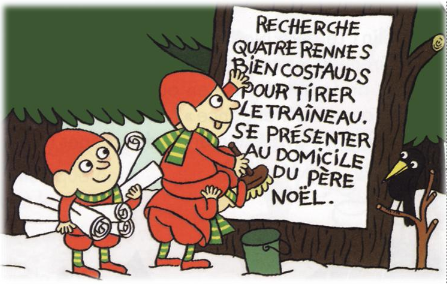 RECHERCHE
QUATRE RENNES
BIEN COSTAUDS
POUR TIRER
LE TRAÎNEAU.
SE PRÉSENTER
AU DOMICILE
DU PÈRE
NOËL.